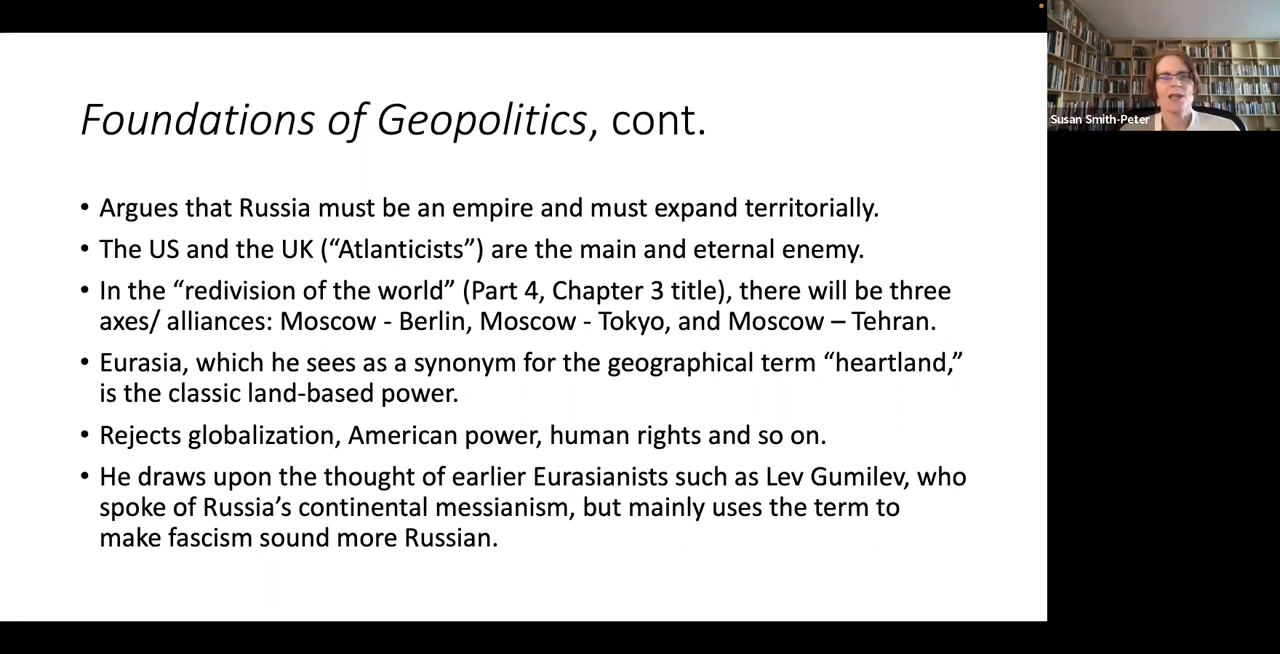 Foundations of Geopolitics, cont.
• Argues that Russia must be an empire and must expand territorially.
• The US and the UK (“Atlanticists”) are the main and eternal enemy.
• In the “redivision of the world” (Part 4, Chapter 3 title), there will be three
axes/ alliances: Moscow - Berlin, Moscow - Tokyo, and Moscow – Tehran.
• Eurasia, which he sees as a synonym for the geographical term “heartland,”
is the classic land-based power.
• Rejects globalization, American power, human rights and so on.
• He draws upon the thought of earlier Eurasianists such as Lev Gumilev, who
spoke of Russia’s continental messianism, but mainly uses the term to
make fascism sound more Russian.
Susan Smith-Peter